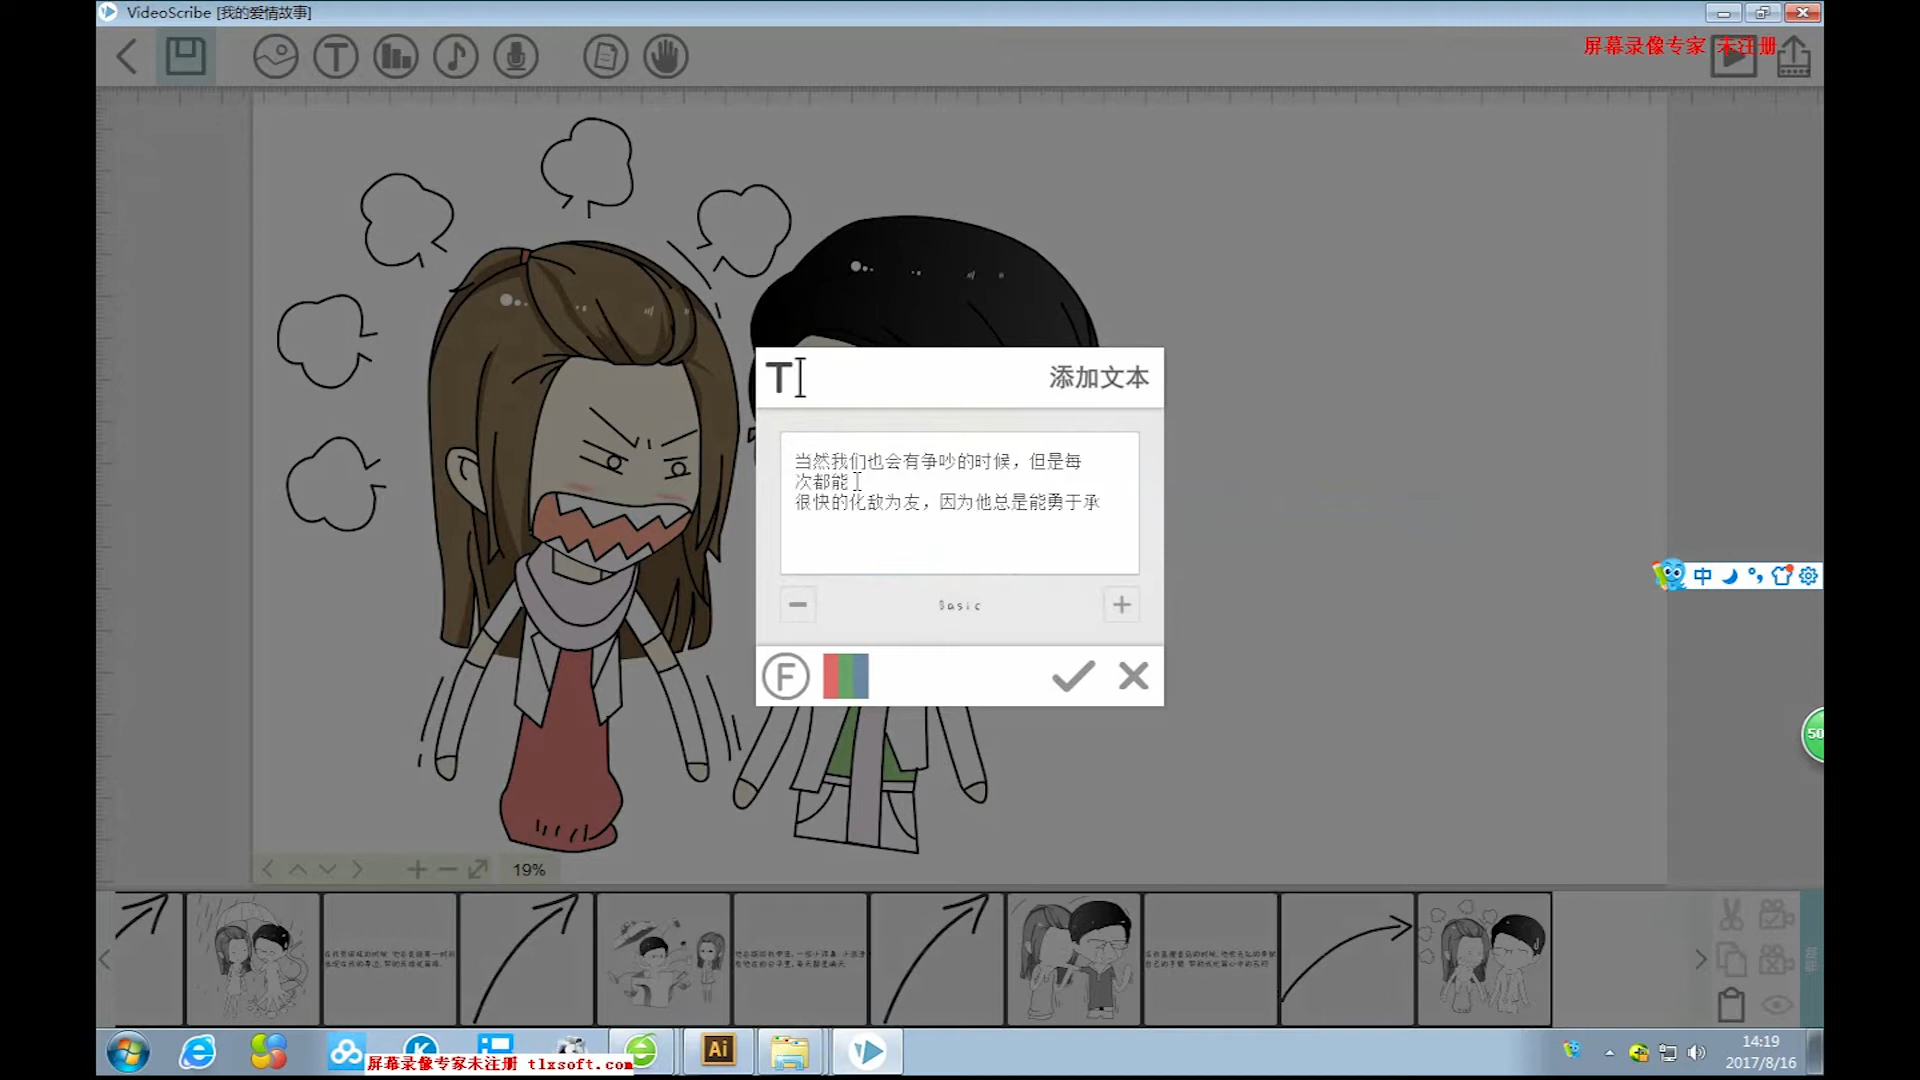 VideoScribe [我的爱情故事]
屏幕录像专家 未注册
T 添加文本
当然我们也会有争吵的时候，但是每
次都能
很快的化敌为友，因为他总是能勇于承
Basic
F
中
50
19%
屏幕录像专家未注册 tlxsoft.com
Ai
14:19
2017/8/16